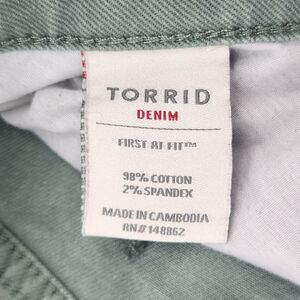 TORRID
DENIM
FIRST AT FIT™
98% COTTON
2% SPANDEX
MADE IN CAMBODIA
RN// 148862